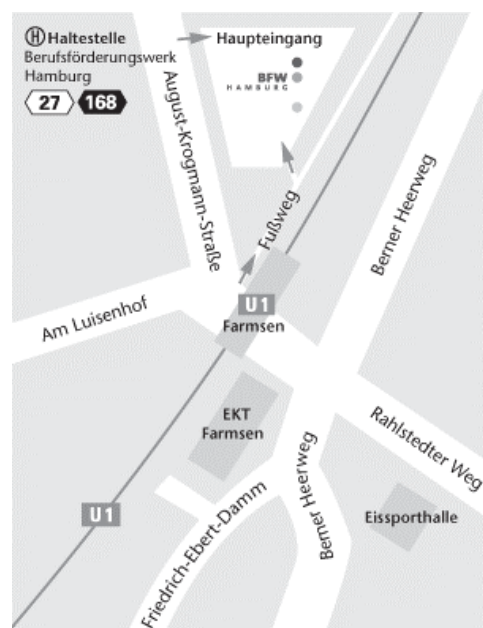 H Haltestelle
Berufsförderungswerk
Hamburg
27 168
Haupteingang
BFW
HAMBURG
August-Krogmann-Straße
Fußweg
Berner Heerweg
Am Luisenhof
U1
Farmsen
EKT
Farmsen
Rahlstedter Weg
Berner Heerweg
U1
Eissporthalle
Friedrich-Ebert-Damm